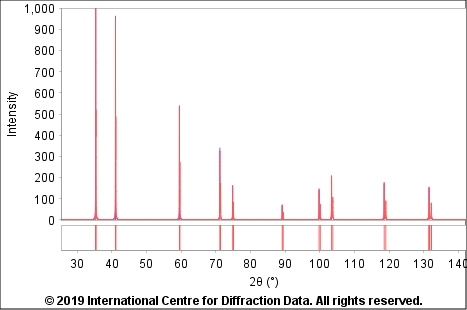 1,000
900
800
700
600
500
400
300
200
100
0
Intensity
30 40 50 60 70 80 90 100 110 120 130 140
2θ (°)
© 2019 International Centre for Diffraction Data. All rights reserved.